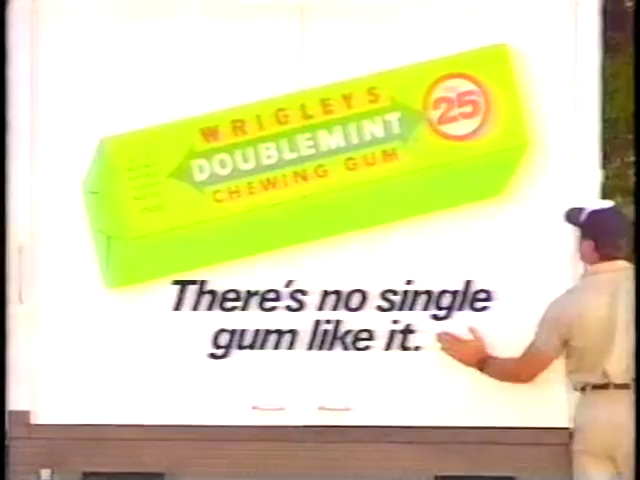 WRIGLEYS
DOUBLEMINT
25
CHEWING GUM
There's no single
gum like it.